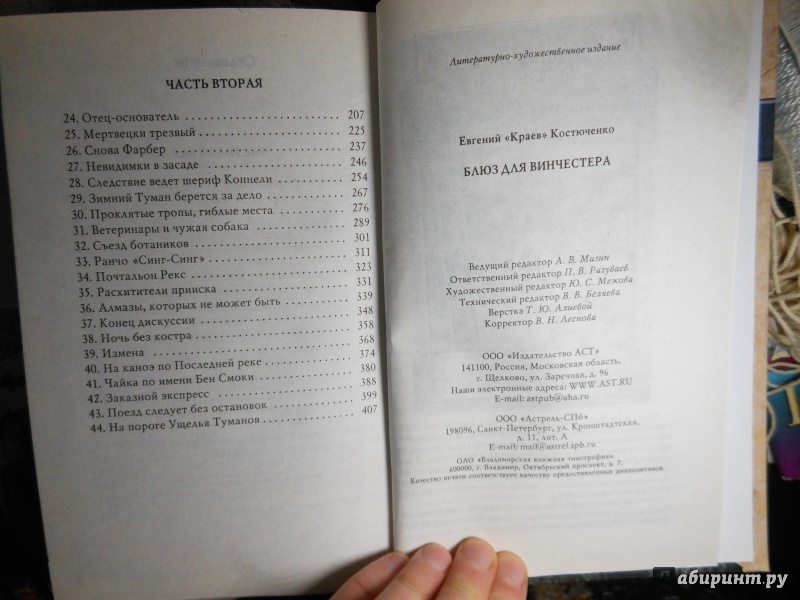 ЧАСТЬ ВТОРАЯ
24. Отец-основатель 207
25. Мертвецки трезвый 225
26. Снова Фарбер 237
27. Невидимки в засаде 246
28. Следствие ведет шериф Коннели 254
29. Зимний Туман берется за дело 267
30. Проклятые тропы, гиблые места 276
31. Ветеринары и чужая собака 289
32. Съезд ботаников 301
33. Ранчо «Синг-Синг» 311
34. Почтальон Рекс 323
35. Расхитители прииска 331
36. Алмазы, которых не может быть 339
37. Конец дискуссии 348
38. Ночь без костра 358
39. Измена 368
40. На каноэ по Последней реке 374
41. Чайка по имени Бен Смоки 380
42. Заказной экспресс 388
43. Поезд следует без остановок 399
44. На пороге Ущелья Туманов 407
Литературно-художественное издание
Евгений «Краев» Костюченко
БЛЮЗ ДЛЯ ВИНЧЕСТЕРА
Ведущий редактор А. В. Мазин
Ответственный редактор П. В. Разуваев
Художественный редактор Ю. С. Межова
Технический редактор В. В. Беляева
Верстка Т. Ю. Алиевой
Корректор В. Н. Леснова
ООО «Издательство АСТ»
141100, Россия, Московская область,
г. Щелково, ул. Заречная, д. 96
Наши электронные адреса: WWW.AST.RU
E-mail: astpub@aha.ru
ООО «Астрель-СПб»
198096, Санкт-Петербург, ул. Кронштадтская,
д. 11, лит. А
E-mail: mail@astrel.spb.ru
ОАО «Владимирская книжная типография».
600000, г. Владимир, Октябрьский проспект, д. 7.
Качество печати соответствует качеству предоставленных диапозитивов
абиринт.ру